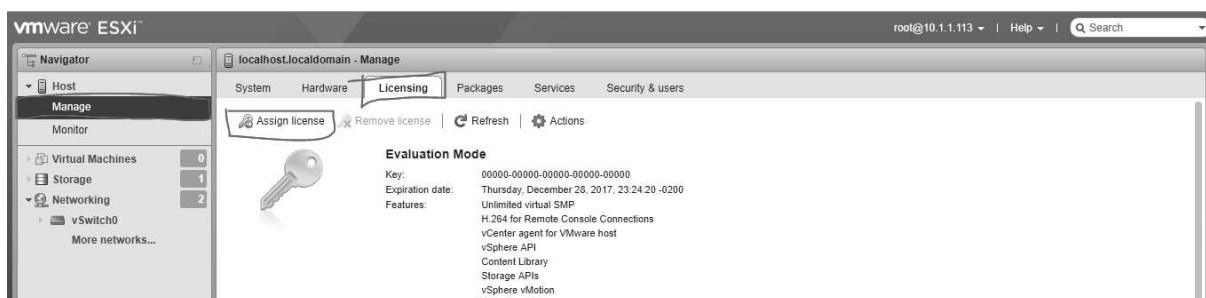 vmware ESXi™
root@10.1.1.113 | Help | Search
Navigator
Host
Manage
Monitor
Virtual Machines 0
Storage 1
Networking 2
vSwitch0
More networks...
localhost.localdomain - Manage
System Hardware Licensing Packages Services Security & users
Assign license Remove license | Refresh | Actions
Evaluation Mode
Key: 00000-00000-00000-00000-00000
Expiration date: Thursday, December 28, 2017, 23:24:20 -0200
Features: Unlimited virtual SMP
H.264 for Remote Console Connections
vCenter agent for VMware host
vSphere API
Content Library
Storage APIs
vSphere vMotion